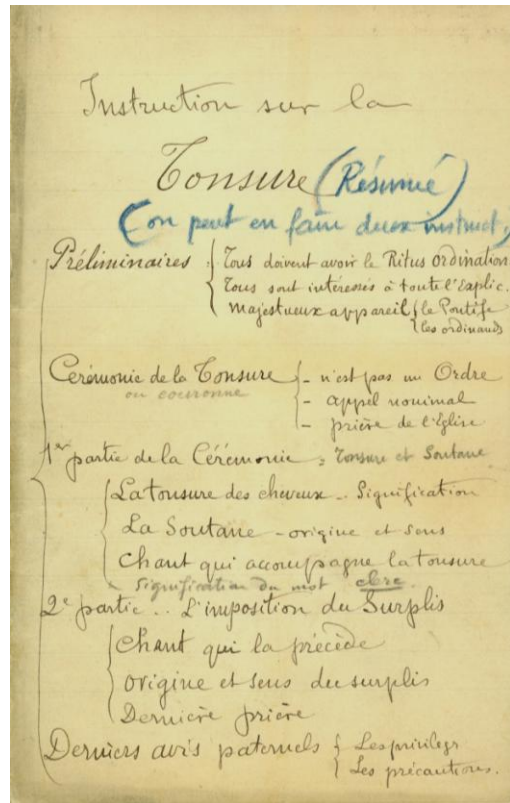 Instruction sur la
Tonsure (Résumé)
(on peut en faire deux instruct.)
Préliminaires { Tous doivent avoir le Ritus Ordination
Tous sont intéressés à toute l'Explic.
Majestueux appareil { le Pontife
les ordinands
Cérémonie de la Tonsure { - n'est pas un Ordre
ou couronne
- appel nominal
- prière de l'Église
1er partie de la Cérémonie = Tonsure et Soutane
La tonsure des cheveux - Signification
La Soutane - origine et sens
Chant qui accompagne la tonsure
Signification du mot clerc.
2e partie .. L'imposition du Surplis
Chant qui la précède
origine et sens du surplis
Dernière prière
Derniers avis paternels { Les privilegs
Les précautions.